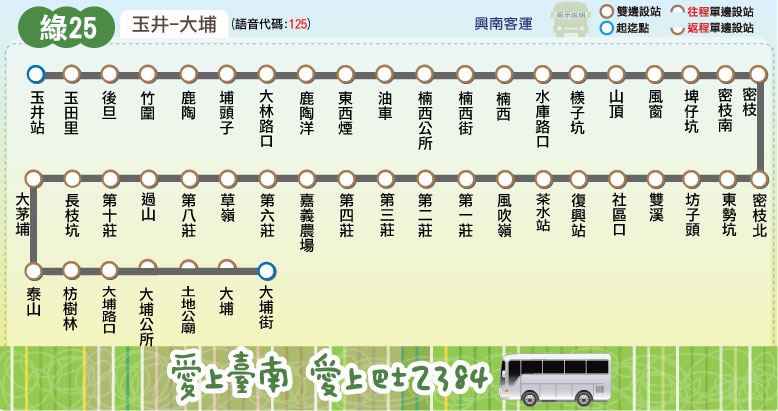 綠25
玉井-大埔
(語音代碼:125)
興南客運
圖示說明
雙邊設站
往程單邊設站
起迄點
返程單邊設站
玉井站
玉田里
後旦
竹圍
鹿陶
埔頭子
大林路口
鹿陶洋
東西煙
油車
楠西公所
楠西街
楠西
水庫路口
檨子坑
山頂
風窗
埤仔坑
密枝南
密枝
大茅埔
長枝坑
第十莊
過山
第八莊
草嶺
第六莊
嘉義農場
第四莊
第三莊
第二莊
第一莊
風吹嶺
茶水站
復興站
社區口
雙溪
坊子頭
東勢坑
密枝北
泰山
枋樹林
大埔路口
大埔公所
土地公廟
大埔
大埔街
愛上臺南 愛上巴士2384